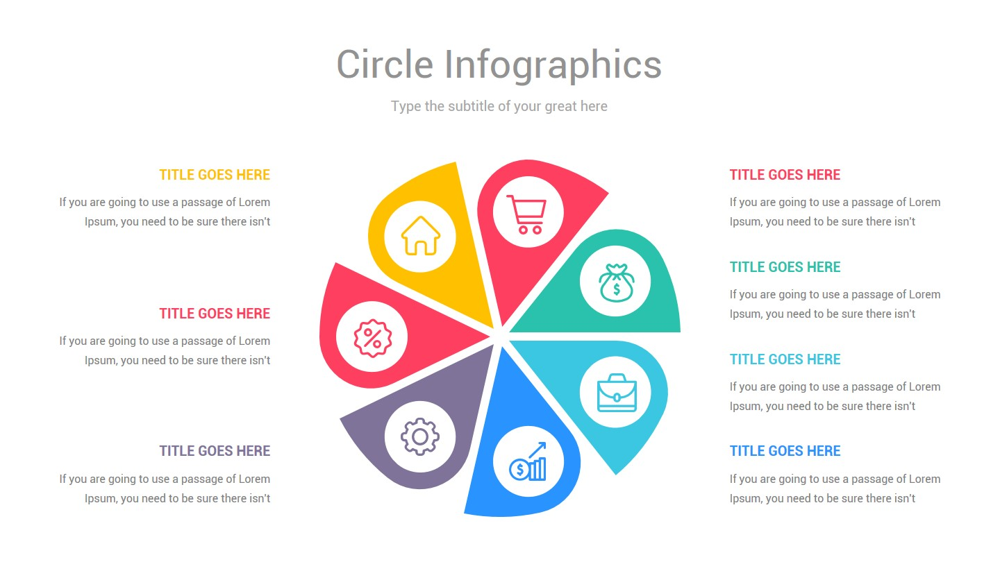 Circle Infographics
Type the subtitle of your great here
TITLE GOES HERE
If you are going to use a passage of Lorem
Ipsum, you need to be sure there isn't
TITLE GOES HERE
If you are going to use a passage of Lorem
Ipsum, you need to be sure there isn't
TITLE GOES HERE
If you are going to use a passage of Lorem
Ipsum, you need to be sure there isn't
TITLE GOES HERE
If you are going to use a passage of Lorem
Ipsum, you need to be sure there isn't
TITLE GOES HERE
If you are going to use a passage of Lorem
Ipsum, you need to be sure there isn't
TITLE GOES HERE
If you are going to use a passage of Lorem
Ipsum, you need to be sure there isn't
TITLE GOES HERE
If you are going to use a passage of Lorem
Ipsum, you need to be sure there isn't